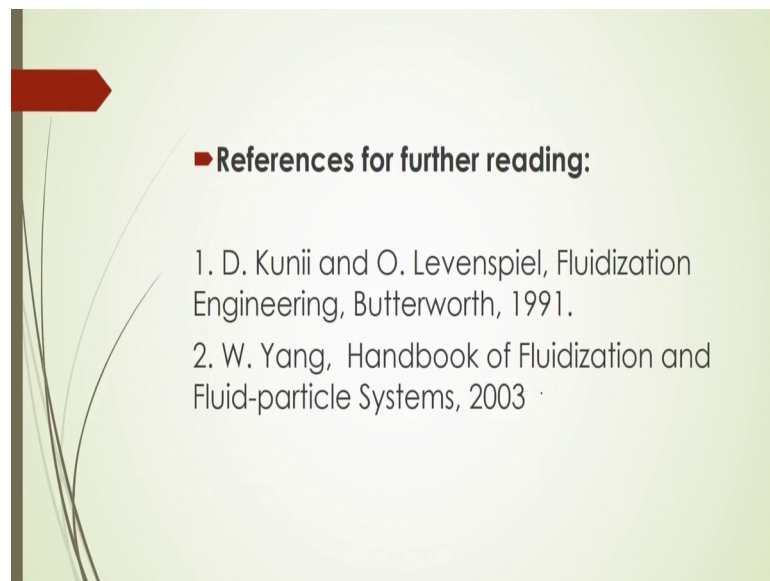 References for further reading:
1. D. Kunii and O. Levenspiel, Fluidization
Engineering, Butterworth, 1991.
2. W. Yang, Handbook of Fluidization and
Fluid-particle Systems, 2003